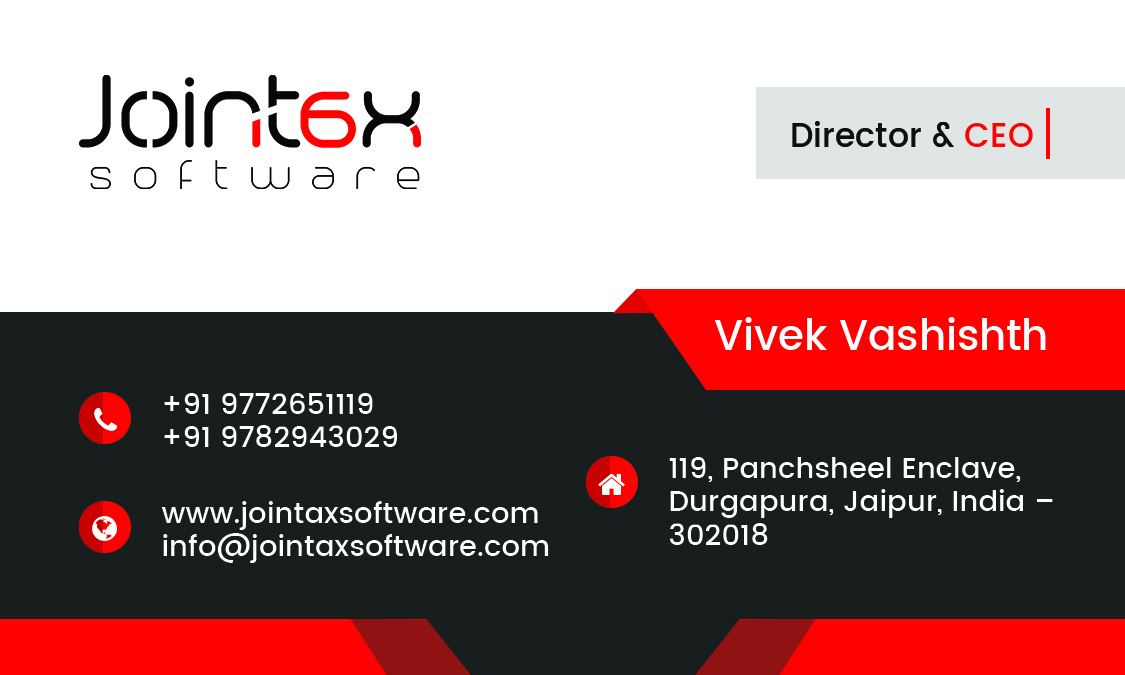 Joint6x
software
Director & CEO
Vivek Vashishth
+91 9772651119
+91 9782943029
www.jointaxsoftware.com
info@jointaxsoftware.com
119, Panchsheel Enclave,
Durgapura, Jaipur, India –
302018